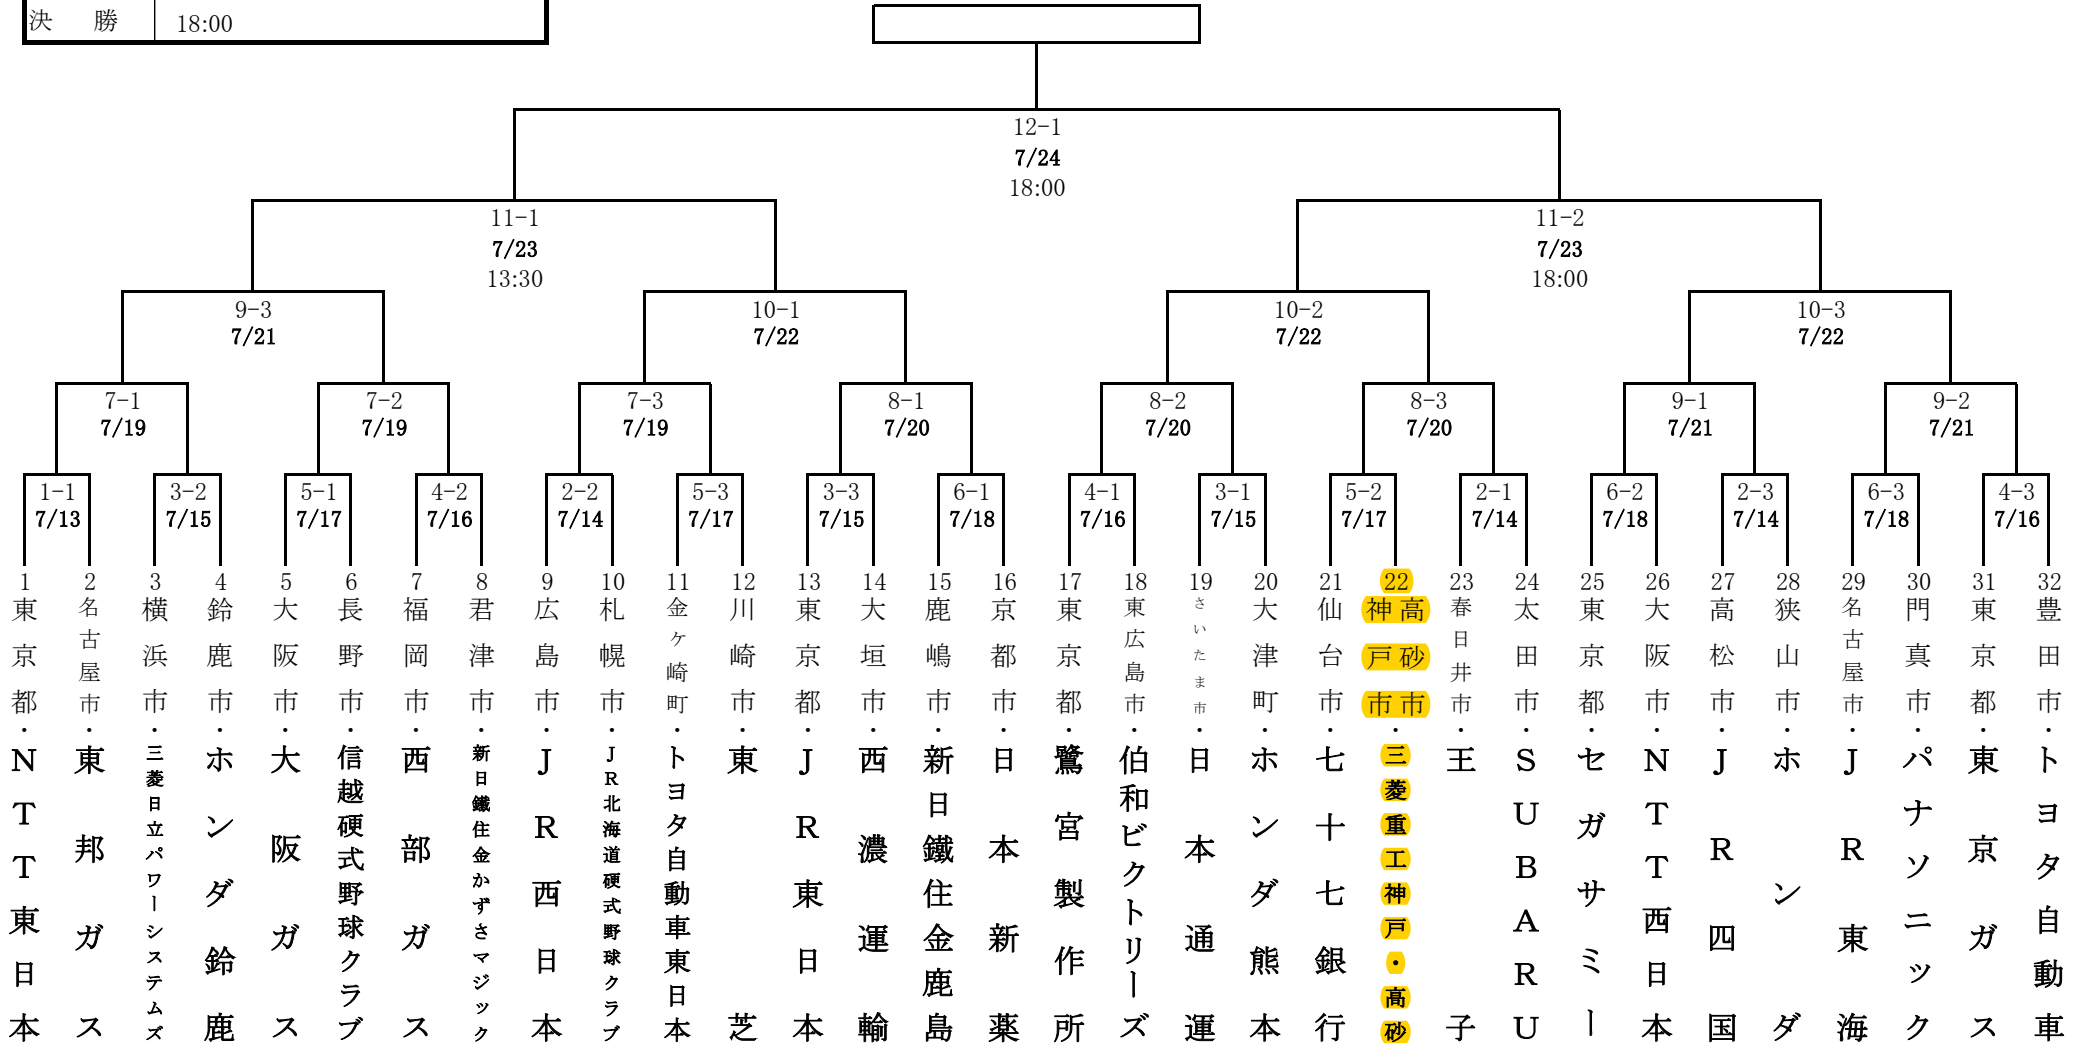 決 勝 18:00
12-1
7/24
18:00
11-1
7/23
13:30
11-2
7/23
18:00
9-3
7/21
10-1
7/22
10-2
7/22
10-3
7/22
7-1
7/19
7-2
7/19
7-3
7/19
8-1
7/20
8-2
7/20
8-3
7/20
9-1
7/21
9-2
7/21
1-1
7/13
3-2
7/15
5-1
7/17
4-2
7/16
2-2
7/14
5-3
7/17
3-3
7/15
6-1
7/18
4-1
7/16
3-1
7/15
5-2
7/17
2-1
7/14
6-2
7/18
2-3
7/14
6-3
7/18
4-3
7/16
1 東京都・NTT東日本
2 名古屋市・東邦ガス
3 横浜市・三菱日立パワーシステムズ
4 鈴鹿市・ホンダ鈴鹿
5 大阪市・大阪ガス
6 長野市・信越硬式野球クラブ
7 福岡市・西部ガス
8 君津市・新日鐵住金かずさマジック
9 広島市・JR西日本
10 札幌市・JR北海道硬式野球クラブ
11 金ケ崎町・トヨタ自動車東日本
12 川崎市・東芝
13 東京都・JR東日本
14 大垣市・西濃運輸
15 鹿嶋市・新日鐵住金鹿島
16 京都市・日本新薬
17 東京都・鷺宮製作所
18 東広島市・伯和ビクトリーズ
19 さいたま市・日本通運
20 大津町・ホンダ熊本
21 仙台市・七十七銀行
22 高砂市神戸市・三菱重工神戸・高砂
23 春日井市・王子
24 太田市・SUBARU
25 東京都・セガサミー
26 大阪市・NTT西日本
27 高松市・JR四国
28 狭山市・ホンダ
29 名古屋市・JR東海
30 門真市・パナソニック
31 東京都・東京ガス
32 豊田市・トヨタ自動車